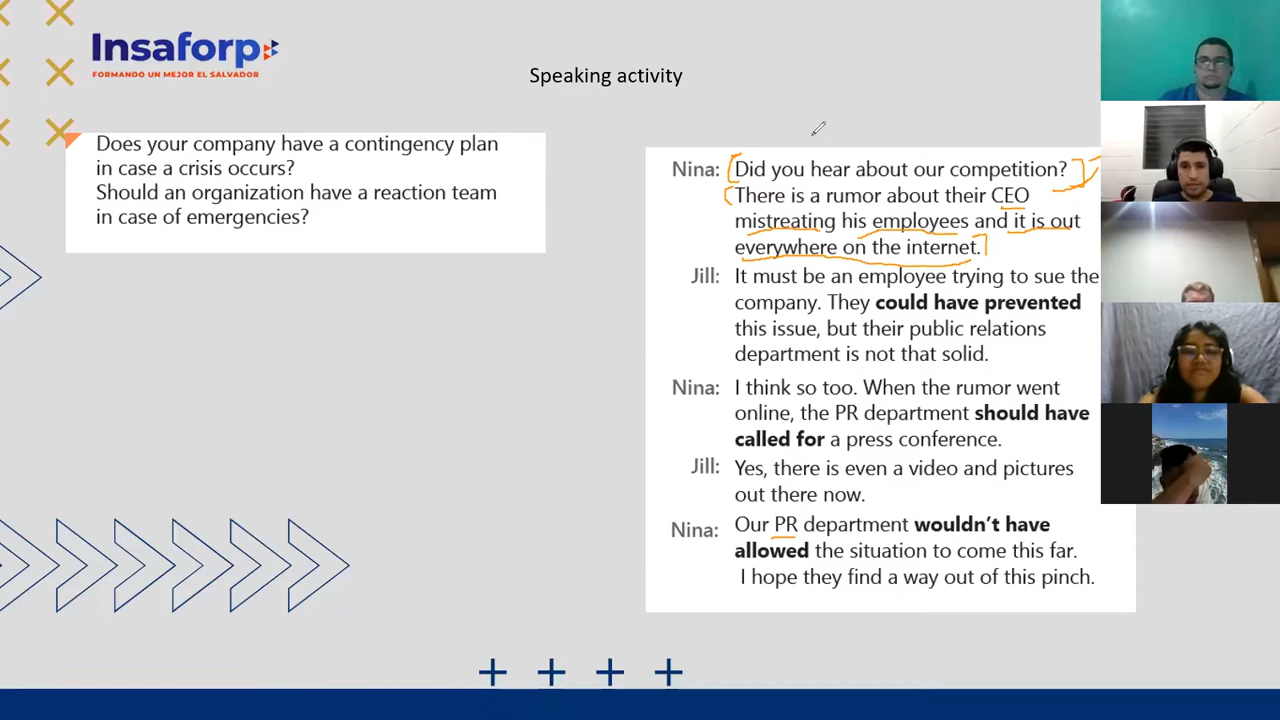 Insaforp
FORMANDO UN MEJOR EL SALVADOR
Speaking activity
Does your company have a contingency plan
in case a crisis occurs?
Should an organization have a reaction team
in case of emergencies?
Nina: Did you hear about our competition?
There is a rumor about their CEO
mistreating his employees and it is out
everywhere on the internet.
Jill: It must be an employee trying to sue the
company. They could have prevented
this issue, but their public relations
department is not that solid.
Nina: I think so too. When the rumor went
online, the PR department should have
called for a press conference.
Jill: Yes, there is even a video and pictures
out there now.
Nina: Our PR department wouldn't have
allowed the situation to come this far.
I hope they find a way out of this pinch.